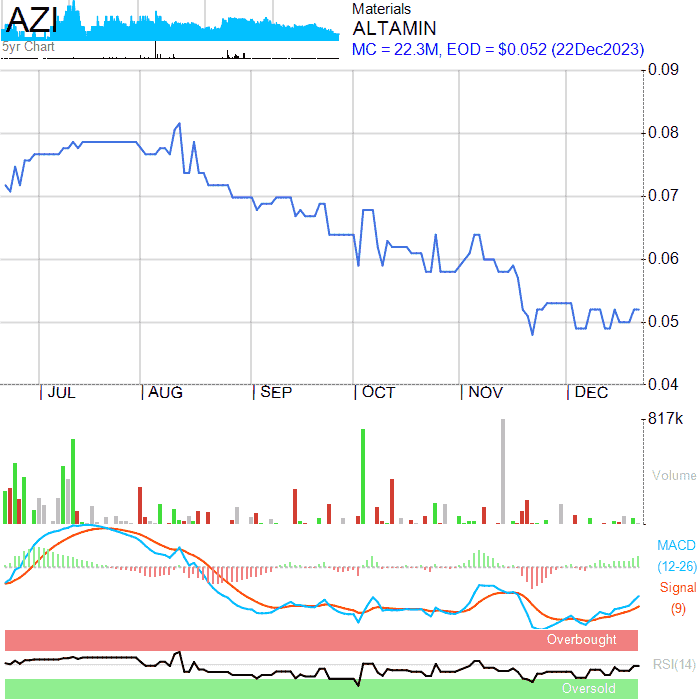 AZI
5yr Chart
Materials
ALTAMIN
MC = 22.3M, EOD = $0.052 (22Dec2023)
0.09
0.08
0.07
0.06
0.05
0.04
JUL AUG SEP OCT NOV DEC
817k
Volume
MACD
(12-26)
Signal
(9)
Overbought
RSI(14)
Oversold